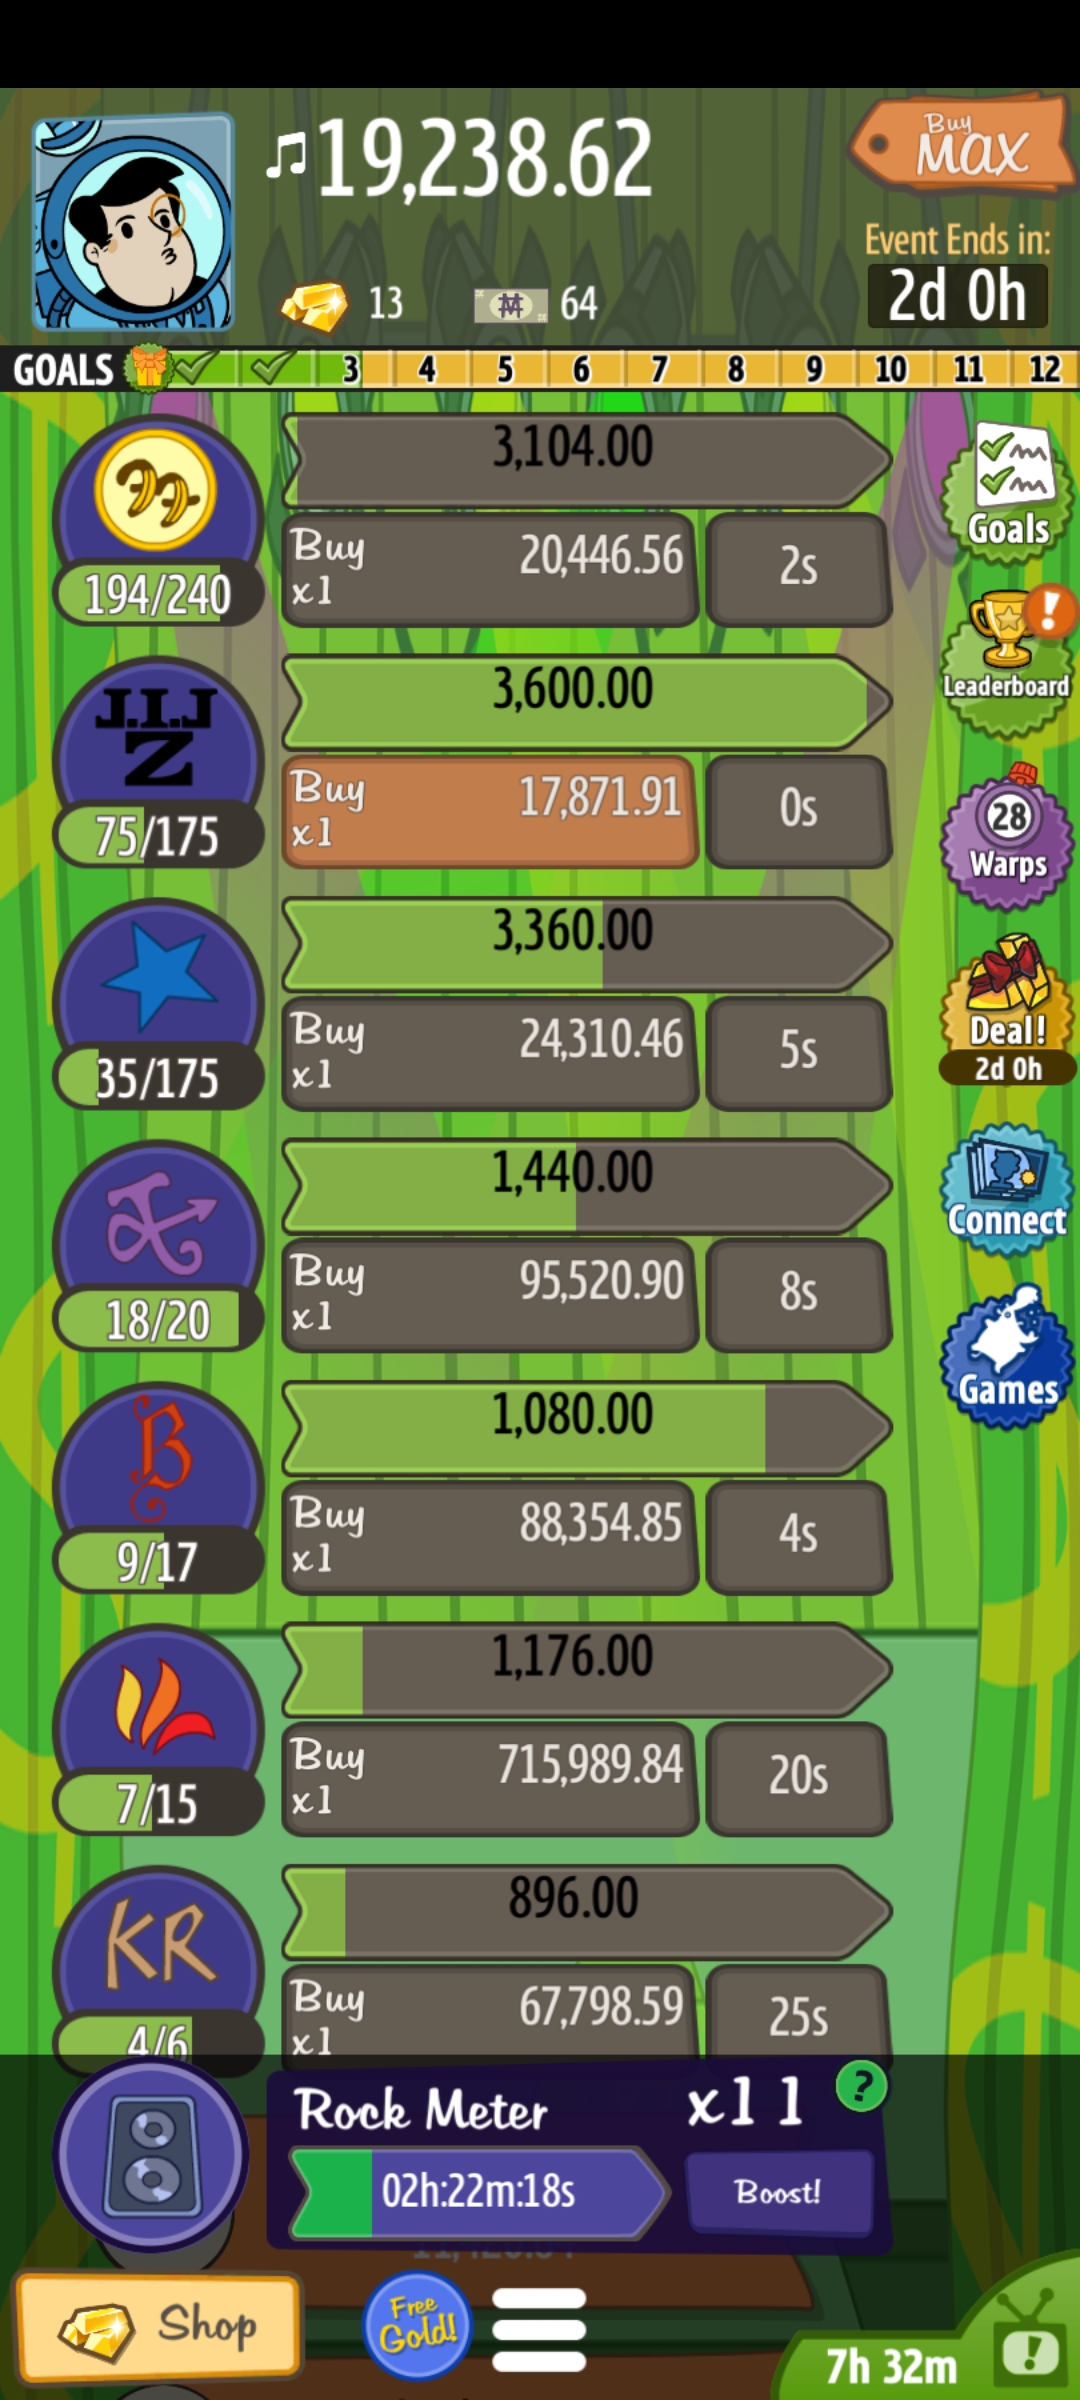 19,238.62
Buy
MAX
Event Ends in:
2d 0h
13
64
GOALS 3 4 5 6 7 8 9 10 11 12
3,104.00
194/240
Buy
x1
20,446.56
2s
Goals
J.I.J
Z
3,600.00
75/175
Buy
x1
17,871.91
0s
!
Leaderboard
28
Warps
3,360.00
35/175
Buy
x1
24,310.46
5s
Deal!
2d 0h
1,440.00
18/20
Buy
x1
95,520.90
8s
Connect
B
1,080.00
9/17
Buy
x1
88,354.85
4s
Games
1,176.00
7/15
Buy
x1
715,989.84
20s
KR
896.00
4/6
Buy
x1
67,798.59
25s
Rock Meter
x11
?
02h:22m:18s
Boost!
Shop
Free
Gold!
7h 32m
!